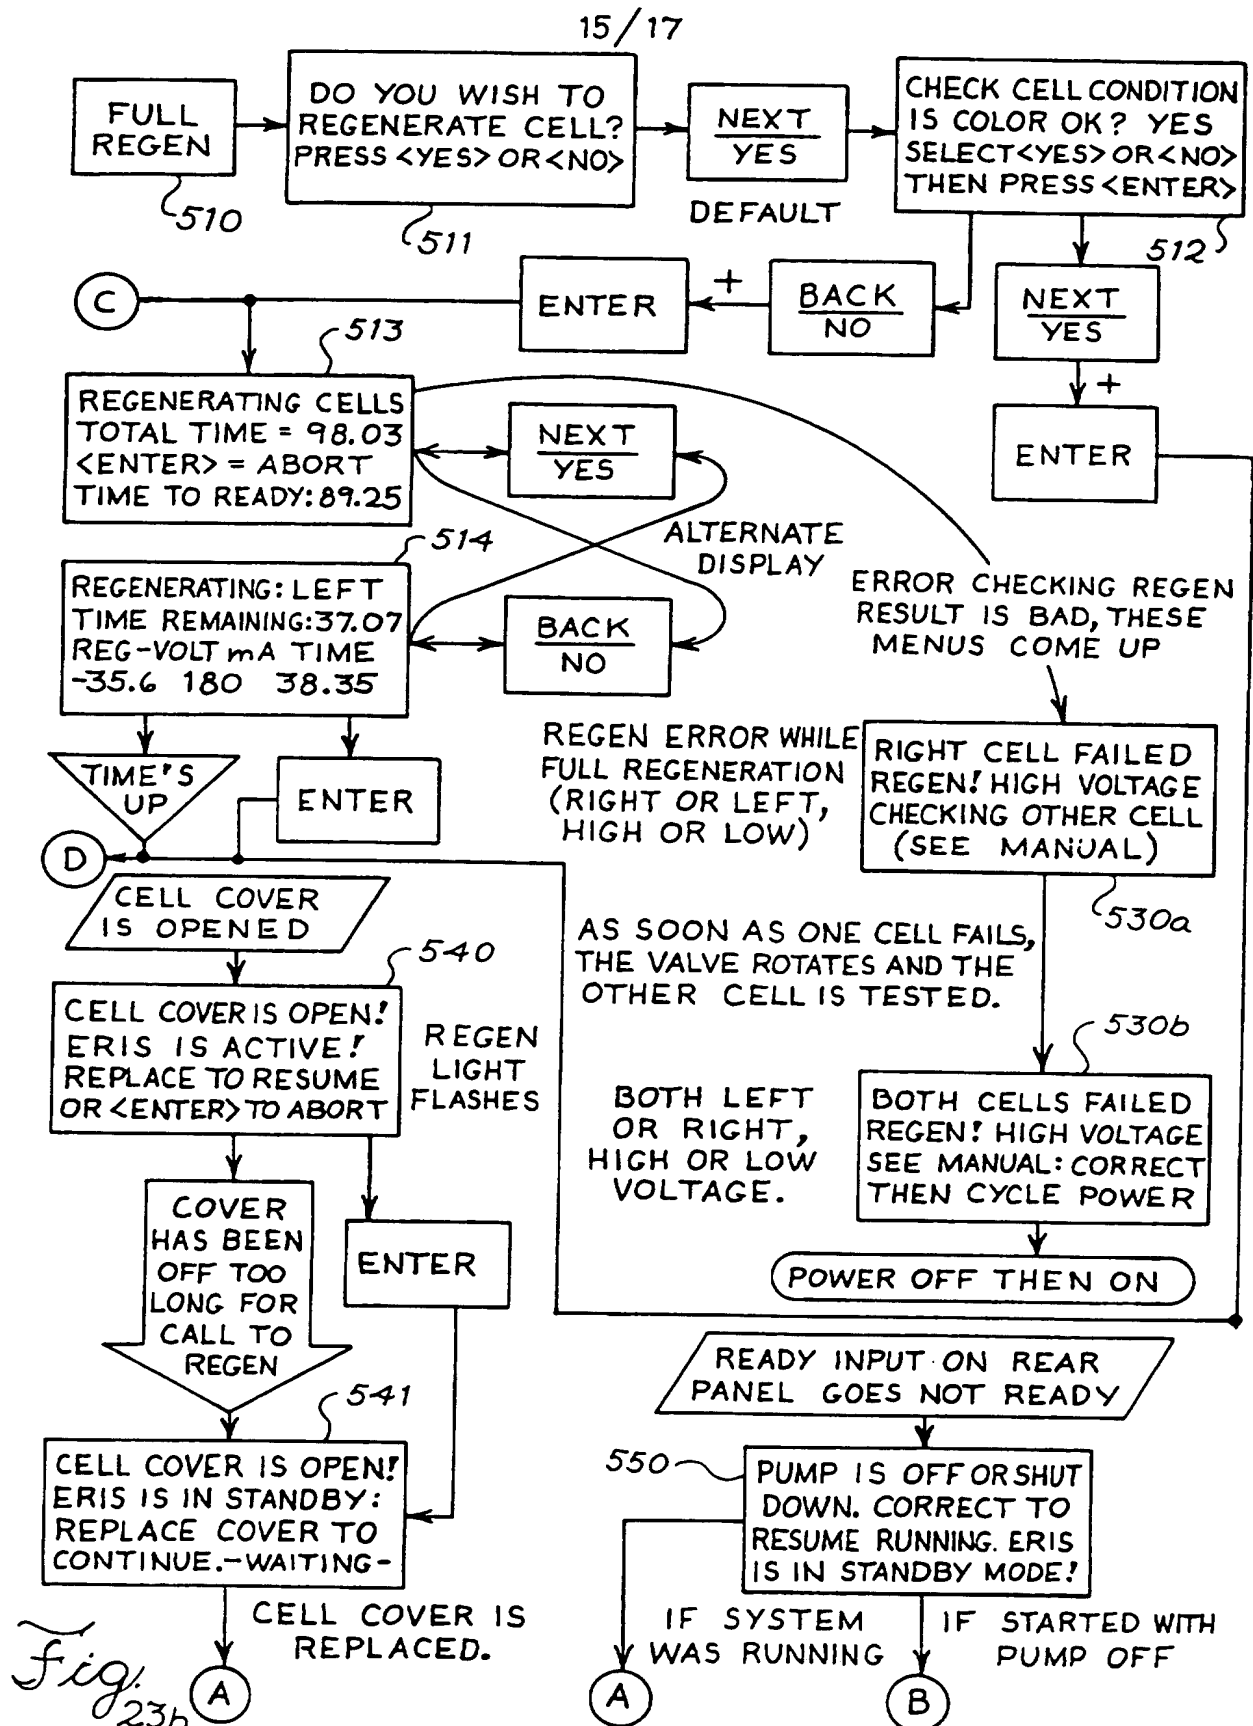 15/17
FULL
REGEN
510
DO YOU WISH TO
REGENERATE CELL?
PRESS <YES> OR <NO>
511
NEXT
YES
DEFAULT
CHECK CELL CONDITION
IS COLOR OK? YES
SELECT <YES> OR <NO>
THEN PRESS <ENTER>
512
C
ENTER
+
BACK
NO
NEXT
YES
+
ENTER
513
REGENERATING CELLS
TOTAL TIME = 98.03
<ENTER> = ABORT
TIME TO READY: 89.25
NEXT
YES
ALTERNATE
DISPLAY
514
REGENERATING: LEFT
TIME REMAINING: 37.07
REG-VOLT mA TIME
-35.6 180 38.35
BACK
NO
ERROR CHECKING REGEN
RESULT IS BAD, THESE
MENUS COME UP
TIME'S
UP
ENTER
D
REGEN ERROR WHILE
FULL REGENERATION
(RIGHT OR LEFT,
HIGH OR LOW)
RIGHT CELL FAILED
REGEN! HIGH VOLTAGE
CHECKING OTHER CELL
(SEE MANUAL)
530a
CELL COVER
IS OPENED
AS SOON AS ONE CELL FAILS,
THE VALVE ROTATES AND THE
OTHER CELL IS TESTED.
540
CELL COVER IS OPEN!
ERIS IS ACTIVE!
REPLACE TO RESUME
OR <ENTER> TO ABORT
REGEN
LIGHT
FLASHES
530b
BOTH LEFT
OR RIGHT,
HIGH OR LOW
VOLTAGE.
BOTH CELLS FAILED
REGEN! HIGH VOLTAGE
SEE MANUAL: CORRECT
THEN CYCLE POWER
POWER OFF THEN ON
COVER
HAS BEEN
OFF TOO
LONG FOR
CALL TO
REGEN
ENTER
541
CELL COVER IS OPEN!
ERIS IS IN STANDBY:
REPLACE COVER TO
CONTINUE.-WAITING-
CELL COVER IS
REPLACED.
A
READY INPUT ON REAR
PANEL GOES NOT READY
550
PUMP IS OFF OR SHUT
DOWN. CORRECT TO
RESUME RUNNING. ERIS
IS IN STANDBY MODE!
IF SYSTEM
WAS RUNNING
A
IF STARTED WITH
PUMP OFF
B
Fig.
23b